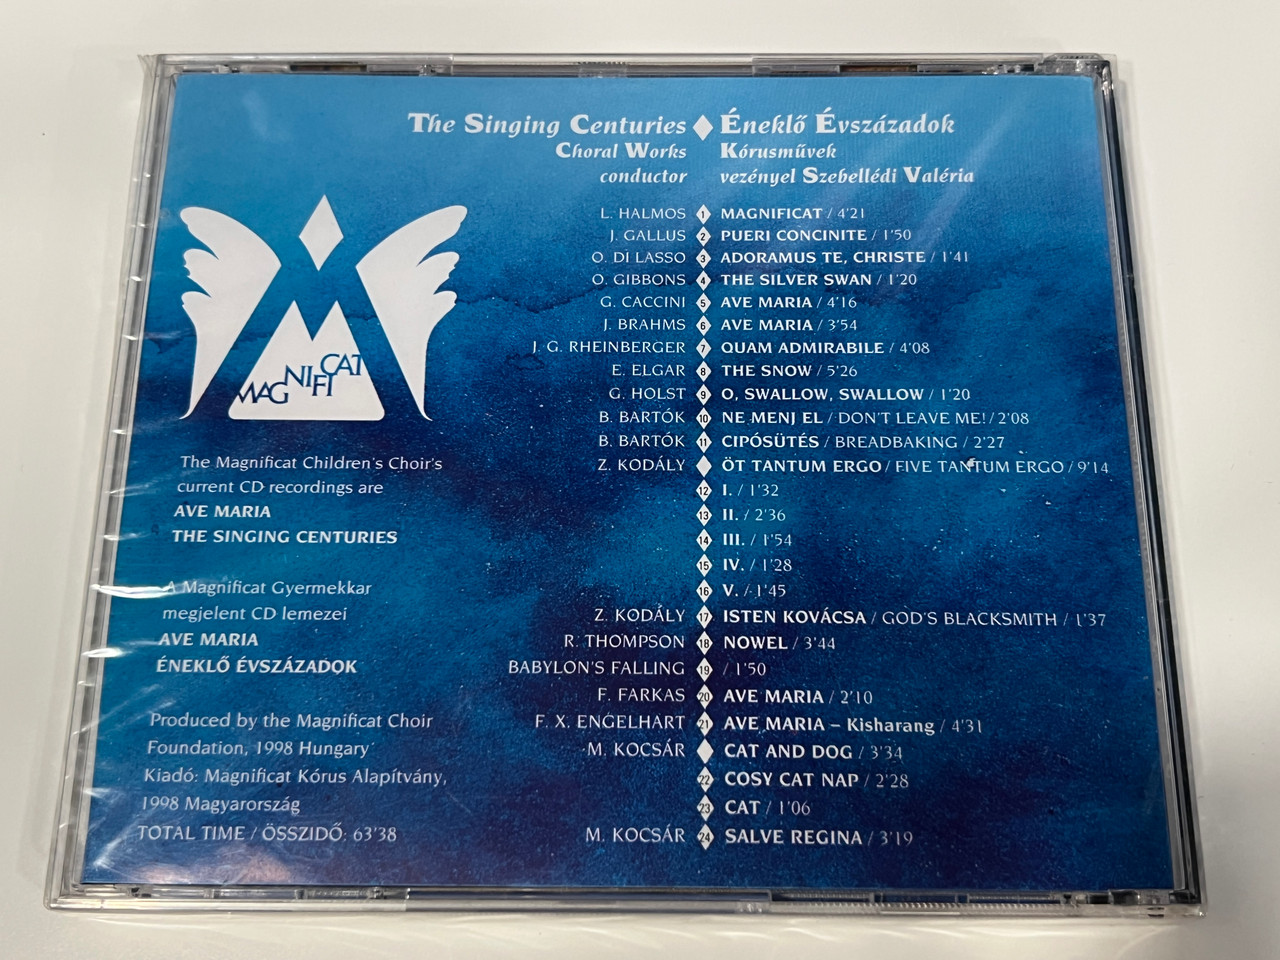 The Singing Centuries ◆ Éneklő Évszázadok
Choral Works Kórusművek
conductor vezényel Szebellédi Valéria
L. HALMOS 1 MAGNIFICAT / 4'21
J. GALLUS 2 PUERI CONCINITE / 1'50
O. DI LASSO 3 ADORAMUS TE, CHRISTE / 1'41
O. GIBBONS 4 THE SILVER SWAN / 1'20
G. CACCINI 5 AVE MARIA / 4'16
J. BRAHMS 6 AVE MARIA / 3'54
J. G. RHEINBERGER 7 QUAM ADMIRABILE / 4'08
E. ELGAR 8 THE SNOW / 5'26
G. HOLST 9 O, SWALLOW, SWALLOW / 1'20
B. BARTÓK 10 NE MENJ EL / DON'T LEAVE ME! / 2'08
B. BARTÓK 11 CIPÓSÜTÉS / BREADBAKING / 2'27
Z. KODÁLY ◆ ÖT TANTUM ERGO / FIVE TANTUM ERGO / 9'14
12 I. / 1'32
13 II. / 2'36
14 III. / 1'54
15 IV. / 1'28
16 V. / 1'45
Z. KODÁLY 17 ISTEN KOVÁCSA / GOD'S BLACKSMITH / 1'37
R. THOMPSON 18 NOWEL / 3'44
BABYLON'S FALLING 19 / 1'50
F. FARKAS 20 AVE MARIA / 2'10
F. X. ENGELHART 21 AVE MARIA – Kisharang / 4'31
M. KOCSÁR ◆ CAT AND DOG / 3'34
22 COSY CAT NAP / 2'28
23 CAT / 1'06
M. KOCSÁR 24 SALVE REGINA / 3'19
MAGNIFICAT
The Magnificat Children's Choir's
current CD recordings are
AVE MARIA
THE SINGING CENTURIES
A Magnificat Gyermekkar
megjelent CD lemezei
AVE MARIA
ÉNEKLŐ ÉVSZÁZADOK
Produced by the Magnificat Choir
Foundation, 1998 Hungary
Kiadó: Magnificat Kórus Alapítvány,
1998 Magyarország
TOTAL TIME / ÖSSZIDŐ: 63'38